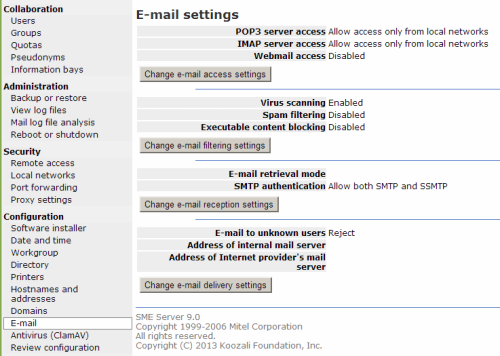 Collaboration
Users
Groups
Quotas
Pseudonyms
Information bays
Administration
Backup or restore
View log files
Mail log file analysis
Reboot or shutdown
Security
Remote access
Local networks
Port forwarding
Proxy settings
Configuration
Software installer
Date and time
Workgroup
Directory
Printers
Hostnames and
addresses
Domains
E-mail
Antivirus (ClamAV)
Review configuration
E-mail settings
POP3 server access Allow access only from local networks
IMAP server access Allow access only from local networks
Webmail access Disabled
Change e-mail access settings
Virus scanning Enabled
Spam filtering Disabled
Executable content blocking Disabled
Change e-mail filtering settings
E-mail retrieval mode
SMTP authentication Allow both SMTP and SSMTP
Change e-mail reception settings
E-mail to unknown users Reject
Address of internal mail server
Address of Internet provider's mail
server
Change e-mail delivery settings
SME Server 9.0
Copyright 1999-2006 Mitel Corporation
All rights reserved.
Copyright (C) 2013 Koozali Foundation, Inc.